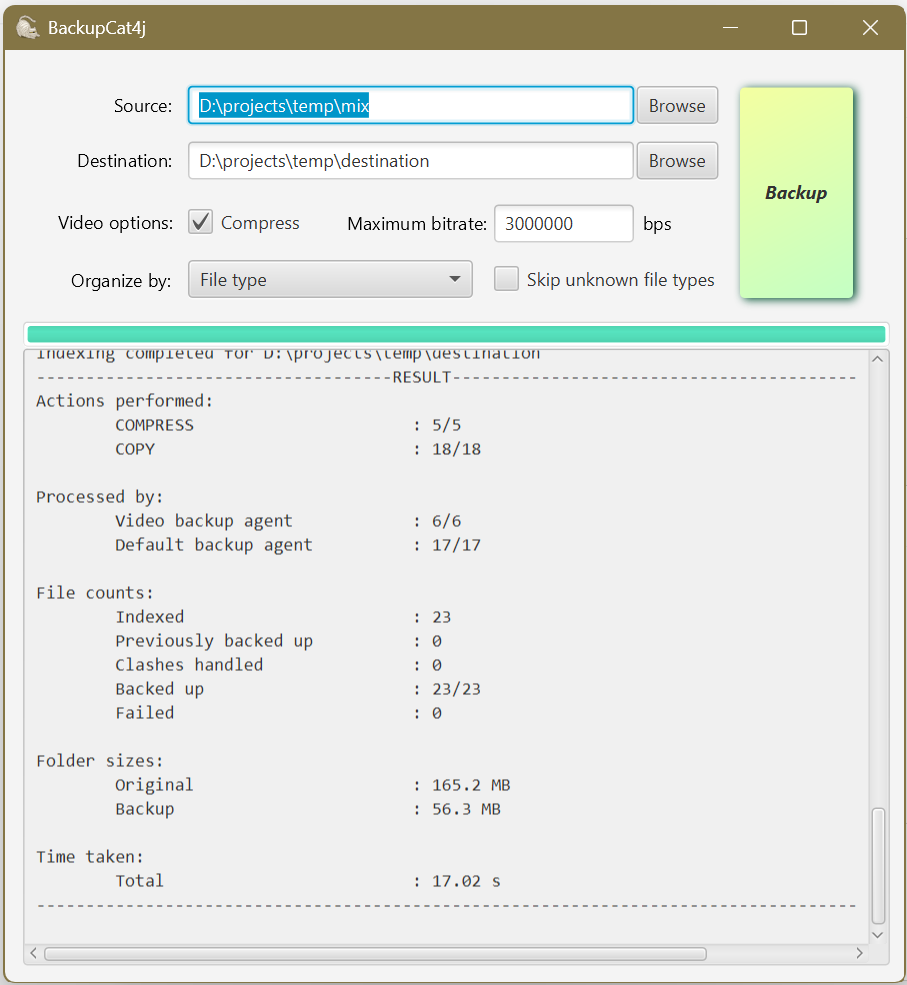 BackupCat4j
Source: D:\projects\temp\mix Browse
Destination: D:\projects\temp\destination Browse
Backup
Video options: Compress Maximum bitrate: 3000000 bps
Organize by: File type Skip unknown file types
Indexing completed for D:\projects\temp\destination
------------------------------------RESULT-----------------------------------------
Actions performed:
COMPRESS : 5/5
COPY : 18/18
Processed by:
Video backup agent : 6/6
Default backup agent : 17/17
File counts:
Indexed : 23
Previously backed up : 0
Clashes handled : 0
Backed up : 23/23
Failed : 0
Folder sizes:
Original : 165.2 MB
Backup : 56.3 MB
Time taken:
Total : 17.02 s
-----------------------------------------------------------------------------------